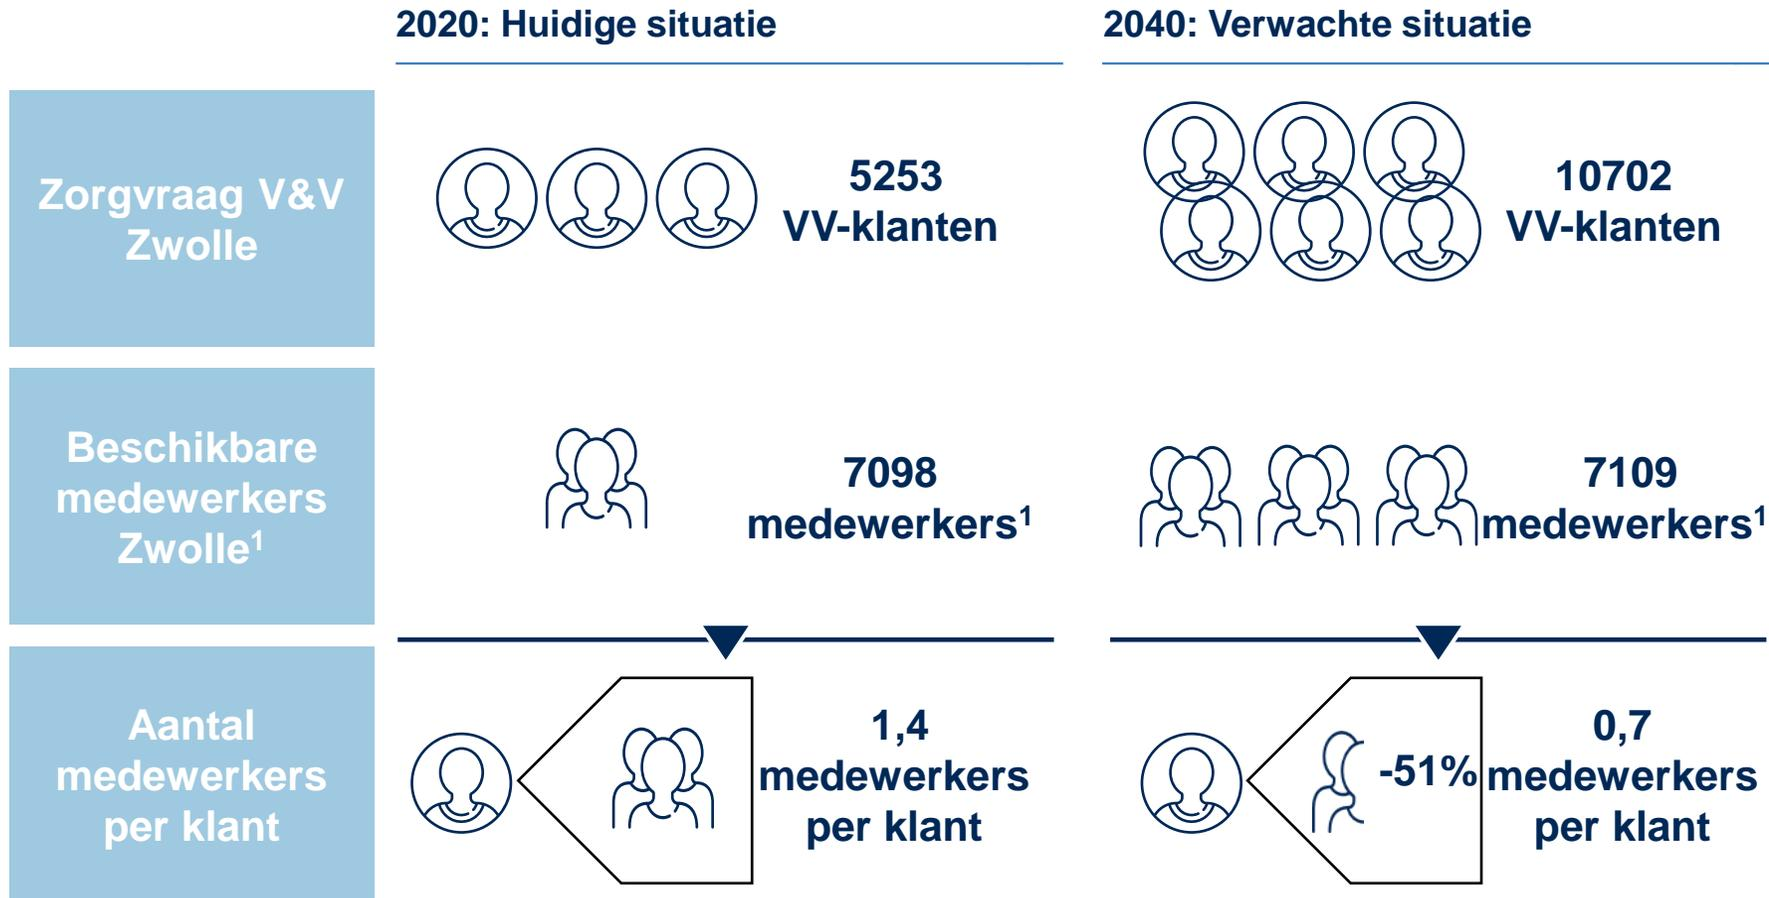 2020: Huidige situatie
2040: Verwachte situatie
Zorgvraag V&V
Zwolle
5253
VV-klanten
10702
VV-klanten
Beschikbare
medewerkers
Zwolle¹
7098
medewerkers¹
7109
medewerkers¹
Aantal
medewerkers
per klant
1,4
medewerkers
per klant
-51%
0,7
medewerkers
per klant